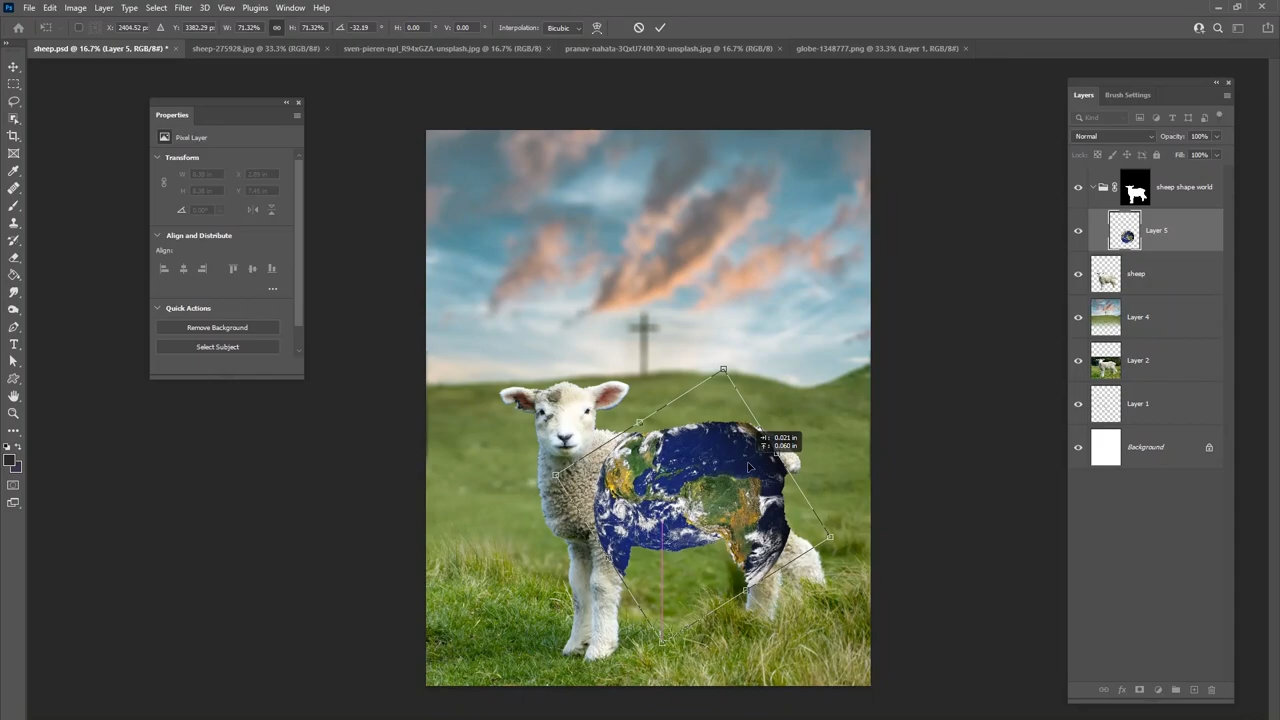 Ps File Edit Image Layer Type Select Filter 3D View Plugins Window Help
X: 2404.52 px Y: 3382.29 px W: 71.32% H: 71.32% -32.19 H: 0.00 ° V: 0.00 ° Interpolation: Bicubic
sheep.psd @ 16.7% (Layer 5, RGB/8#) * × sheep-275928.jpg @ 33.3% (RGB/8#) × sven-pieren-npl_R94xGZA-unsplash.jpg @ 16.7% (RGB/8#) × pranav-nahata-3QxU740t-X0-unsplash.jpg @ 16.7% (RGB/8#) × globe-1348777.png @ 33.3% (Layer 1, RGB/8#) ×
Properties
Pixel Layer
Transform
Align and Distribute
Align:
Quick Actions
Remove Background
Select Subject
H: 0.021 in
0.060 in
Layers Brush Settings
Kind
Normal Opacity: 100%
Lock: Fill: 100%
sheep shape world
Layer 5
sheep
Layer 4
Layer 2
Layer 1
Background
fx